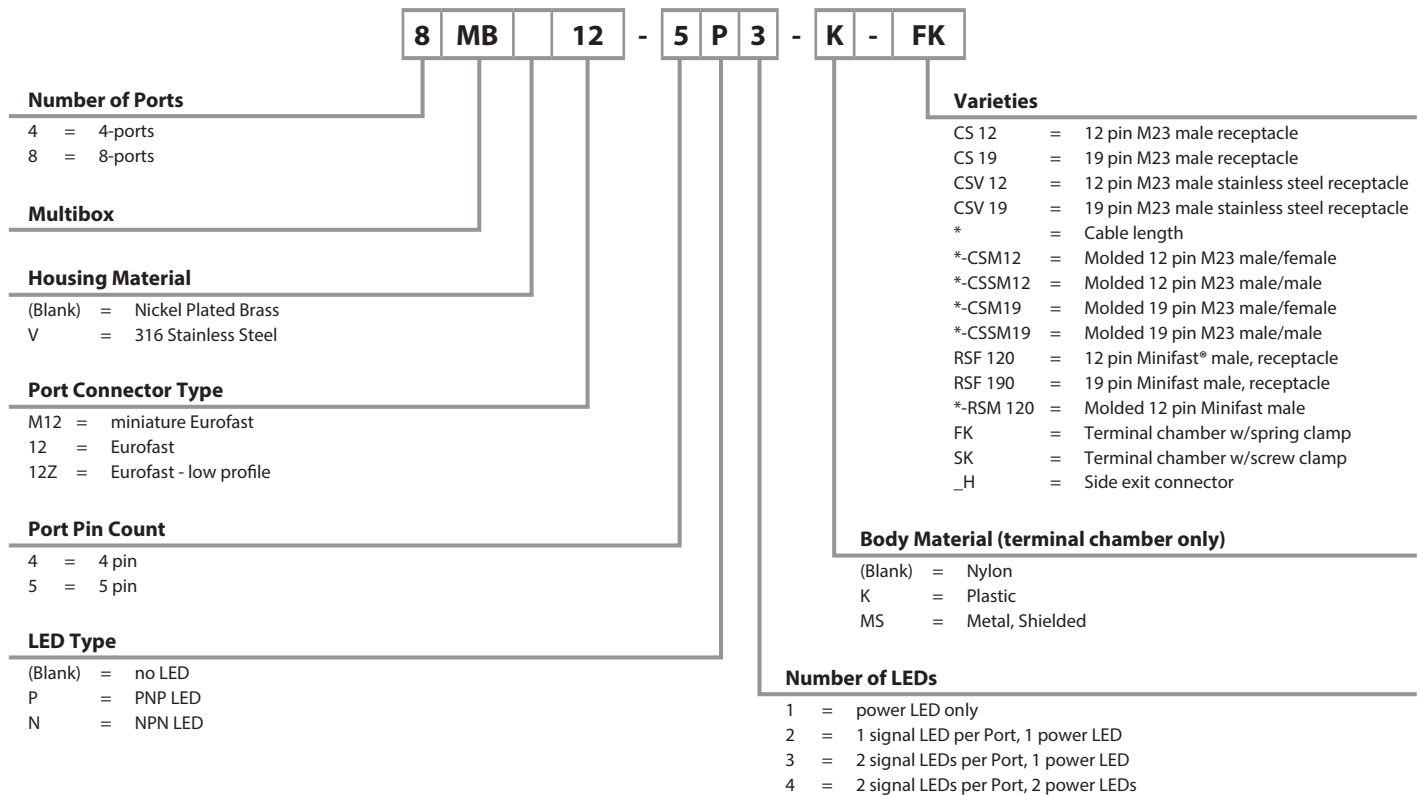 8 MB 12 - 5 P 3 - K - FK
Number of Ports
4 = 4-ports
8 = 8-ports
Multibox
Housing Material
(Blank) = Nickel Plated Brass
V = 316 Stainless Steel
Port Connector Type
M12 = miniature Eurofast
12 = Eurofast
12Z = Eurofast - low profile
Port Pin Count
4 = 4 pin
5 = 5 pin
LED Type
(Blank) = no LED
P = PNP LED
N = NPN LED
Varieties
CS 12 = 12 pin M23 male receptacle
CS 19 = 19 pin M23 male receptacle
CSV 12 = 12 pin M23 male stainless steel receptacle
CSV 19 = 19 pin M23 male stainless steel receptacle
* = Cable length
*-CSM12 = Molded 12 pin M23 male/female
*-CSSM12 = Molded 12 pin M23 male/male
*-CSM19 = Molded 19 pin M23 male/female
*-CSSM19 = Molded 19 pin M23 male/male
RSF 120 = 12 pin Minifast® male, receptacle
RSF 190 = 19 pin Minifast male, receptacle
*-RSM 120 = Molded 12 pin Minifast male
FK = Terminal chamber w/spring clamp
SK = Terminal chamber w/screw clamp
_H = Side exit connector
Body Material (terminal chamber only)
(Blank) = Nylon
K = Plastic
MS = Metal, Shielded
Number of LEDs
1 = power LED only
2 = 1 signal LED per Port, 1 power LED
3 = 2 signal LEDs per Port, 1 power LED
4 = 2 signal LEDs per Port, 2 power LEDs